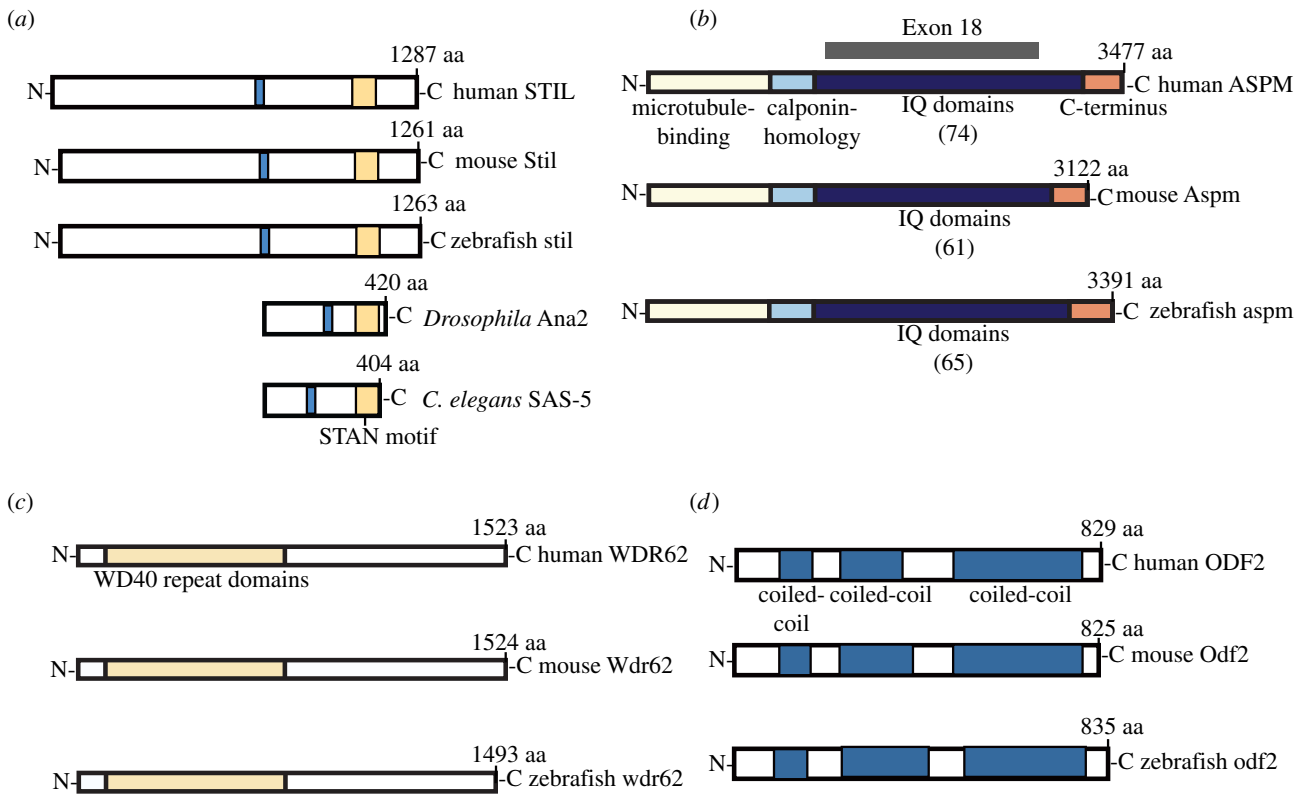 (a)
1287 aa
N- -C human STIL
1261 aa
N- -C mouse Stil
1263 aa
N- -C zebrafish stil
420 aa
-C Drosophila Ana2
404 aa
-C C. elegans SAS-5
STAN motif
(b)
Exon 18
3477 aa
N- -C human ASPM
microtubule-binding calponin-homology IQ domains (74) C-terminus
3122 aa
N- -C mouse Aspm
IQ domains
(61)
3391 aa
N- -C zebrafish aspm
IQ domains
(65)
(c)
1523 aa
N- -C human WDR62
WD40 repeat domains
1524 aa
N- -C mouse Wdr62
1493 aa
N- -C zebrafish wdr62
(d)
829 aa
N- -C human ODF2
coiled-coil coiled-coil coiled-coil
825 aa
N- -C mouse Odf2
835 aa
N- -C zebrafish odf2